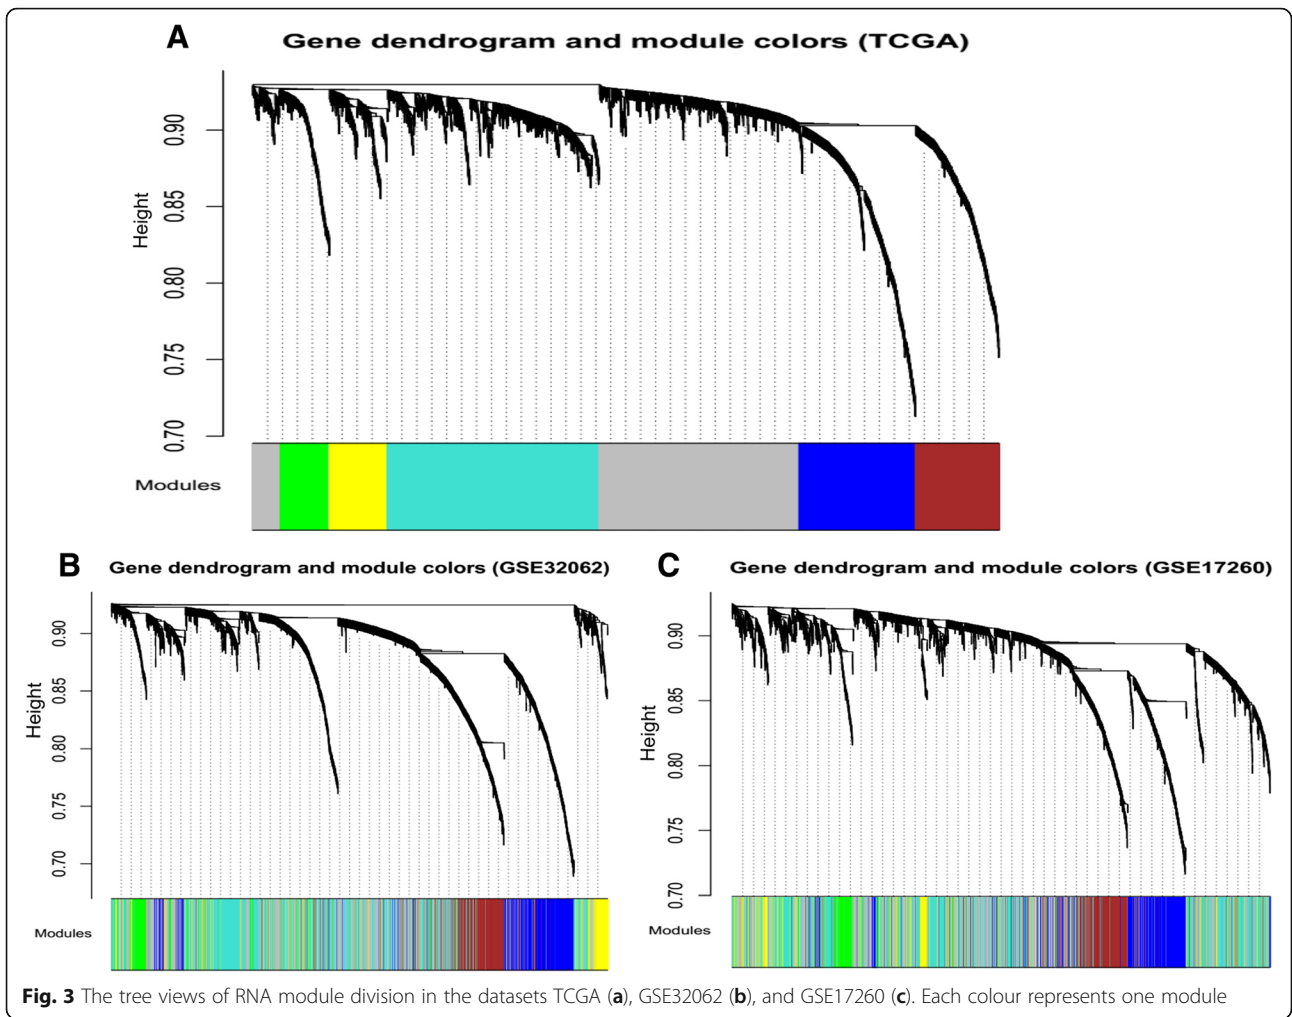 A
Gene dendrogram and module colors (TCGA)
Height
0.90
0.85
0.80
0.75
0.70
Modules
B
Gene dendrogram and module colors (GSE32062)
Height
0.90
0.85
0.80
0.75
0.70
Modules
C
Gene dendrogram and module colors (GSE17260)
Height
0.90
0.85
0.80
0.75
0.70
Modules
Fig. 3 The tree views of RNA module division in the datasets TCGA (a), GSE32062 (b), and GSE17260 (c). Each colour represents one module